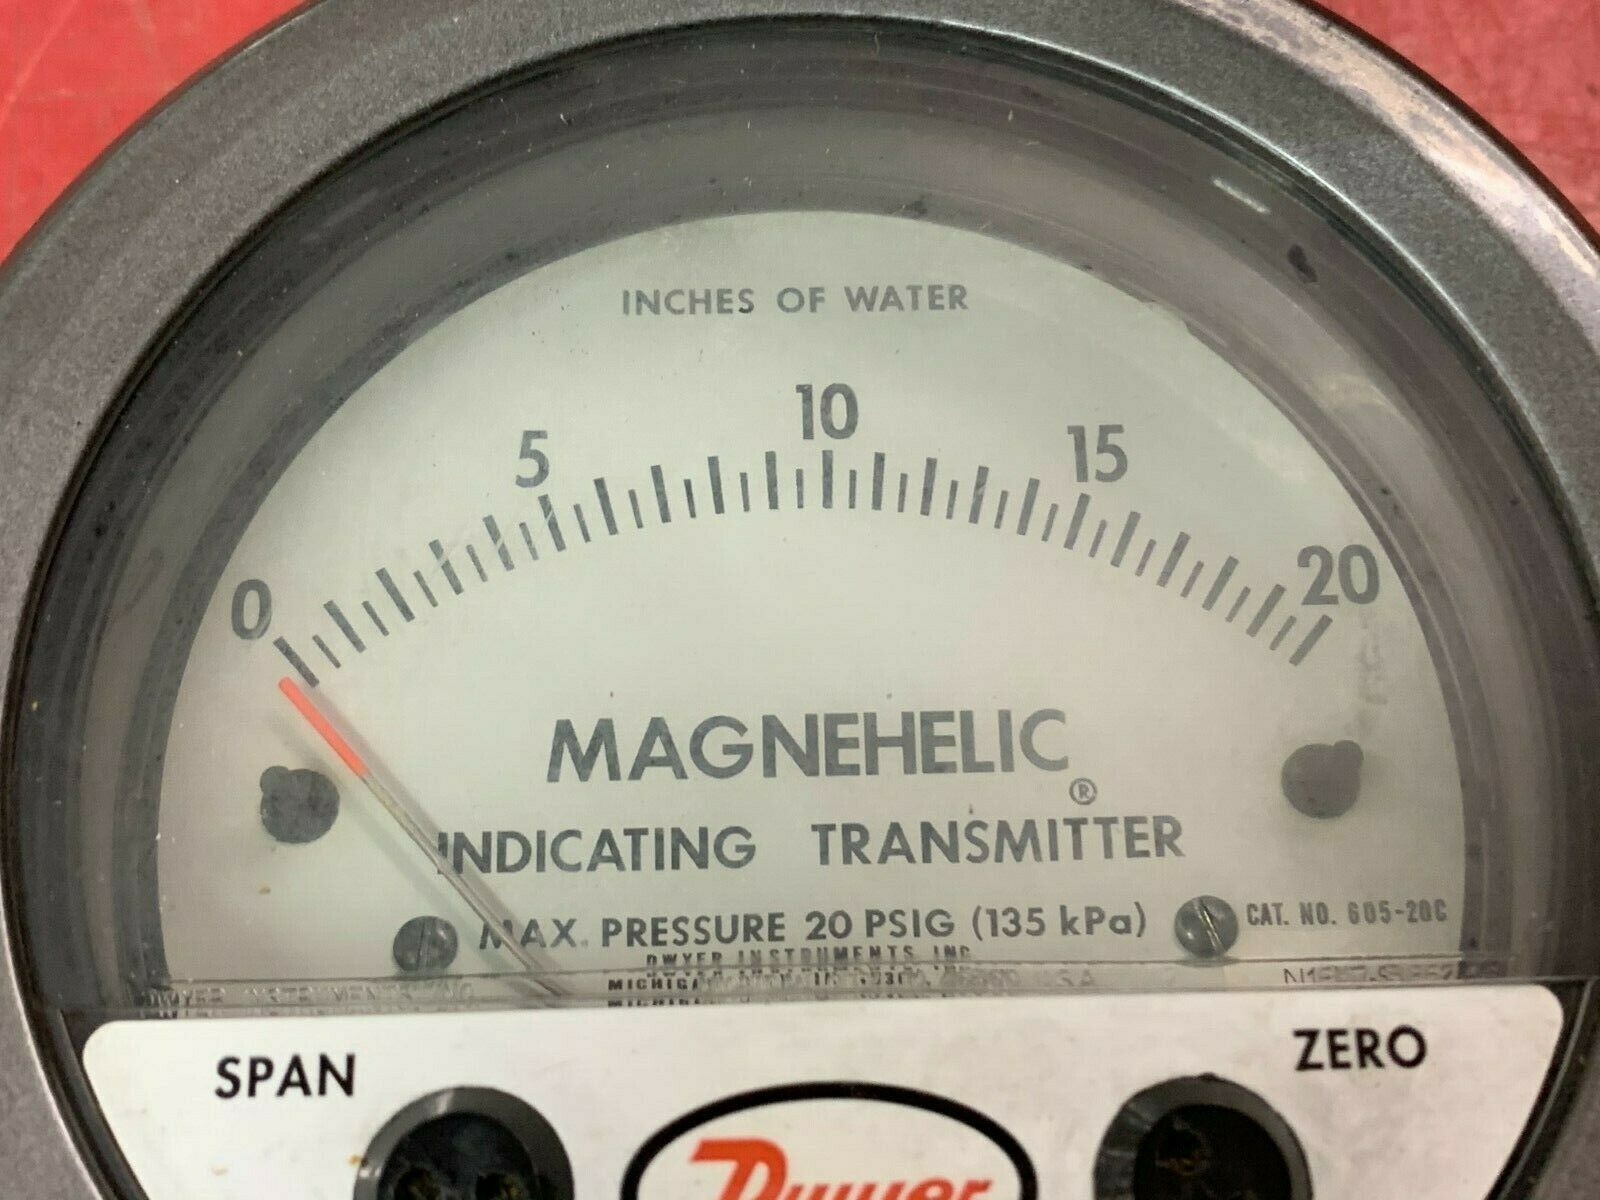 INCHES OF WATER
0 5 10 15 20
MAGNEHELIC®
INDICATING TRANSMITTER
MAX. PRESSURE 20 PSIG (135 kPa)
CAT. NO. 605-20C
DWYER INSTRUMENTS, INC.
SPAN
ZERO
Dwyer